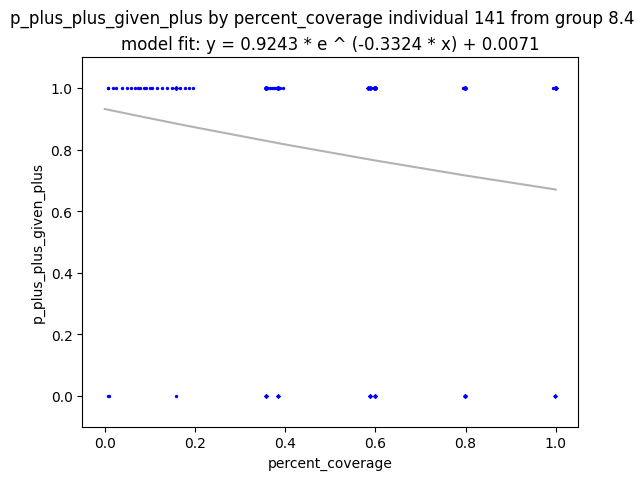 p_plus_plus_given_plus by percent_coverage individual 141 from group 8.4
model fit: y = 0.9243 * e ^ (-0.3324 * x) + 0.0071
1.0
0.8
0.6
0.4
0.2
0.0
p_plus_plus_given_plus
0.0 0.2 0.4 0.6 0.8 1.0
percent_coverage